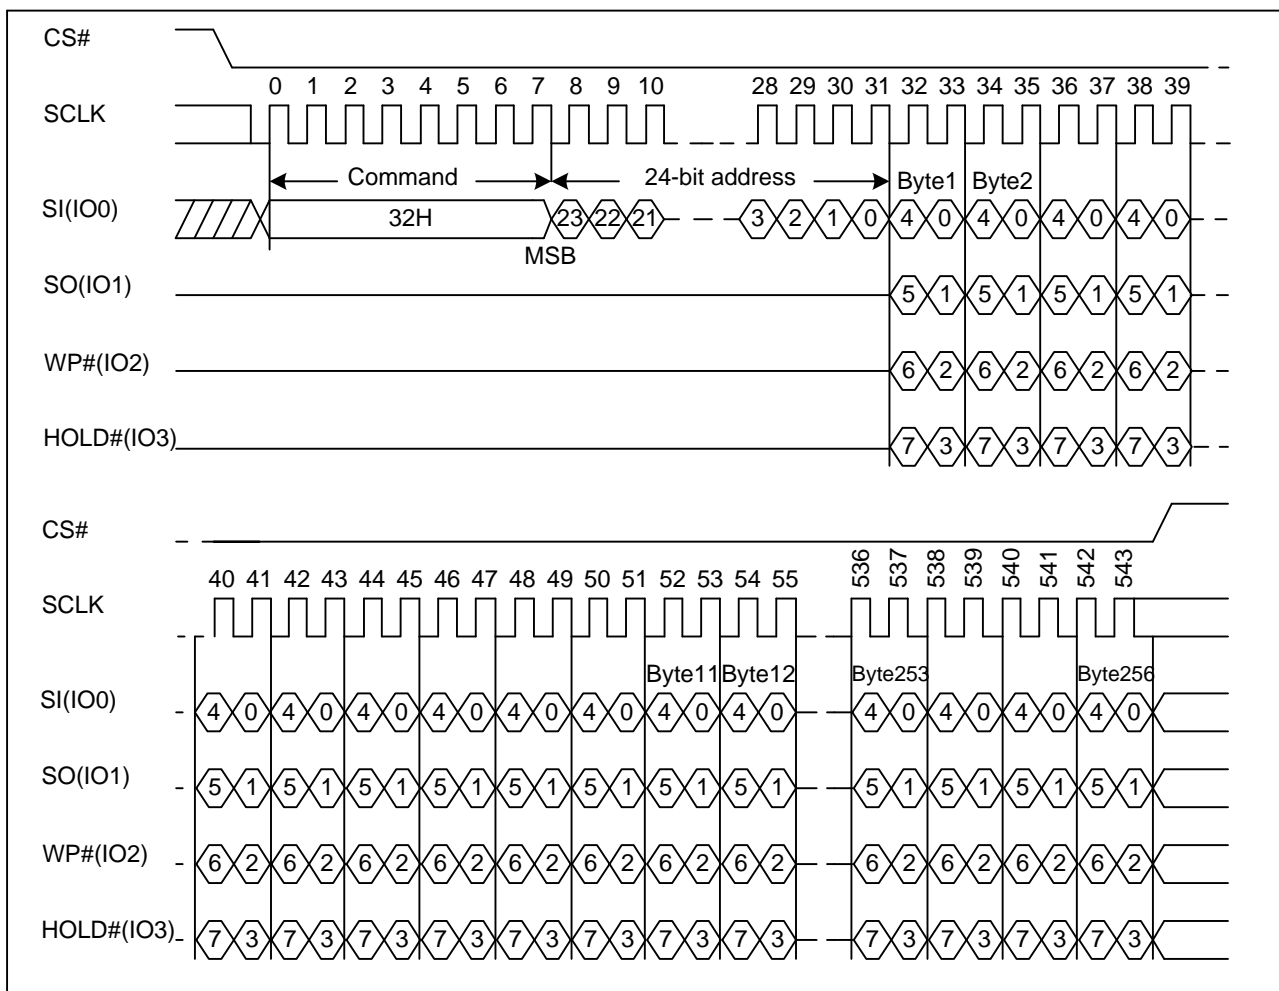 CS#
SCLK
0 1 2 3 4 5 6 7 8 9 10 28 29 30 31 32 33 34 35 36 37 38 39
Command 24-bit address Byte1 Byte2
SI(IO0) 32H 23 22 21 3 2 1 0 4 0 4 0 4 0 4 0
MSB
SO(IO1) 5 1 5 1 5 1 5 1
WP#(IO2) 6 2 6 2 6 2 6 2
HOLD#(IO3) 7 3 7 3 7 3 7 3
CS#
40 41 42 43 44 45 46 47 48 49 50 51 52 53 54 55 536 537 538 539 540 541 542 543
SCLK
Byte11 Byte12 Byte253 Byte256
SI(IO0) 4 0 4 0 4 0 4 0 4 0 4 0 4 0 4 0 4 0 4 0 4 0 4 0
SO(IO1) 5 1 5 1 5 1 5 1 5 1 5 1 5 1 5 1 5 1 5 1 5 1 5 1
WP#(IO2) 6 2 6 2 6 2 6 2 6 2 6 2 6 2 6 2 6 2 6 2 6 2 6 2
HOLD#(IO3) 7 3 7 3 7 3 7 3 7 3 7 3 7 3 7 3 7 3 7 3 7 3 7 3